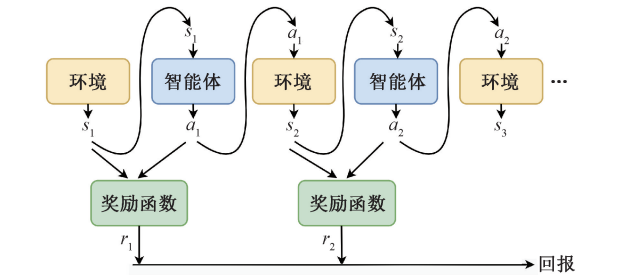 s₁ a₁ s₂ a₂
环境 智能体 环境 智能体 环境 ...
s₁ a₁ s₂ a₂ s₃
奖励函数 奖励函数
r₁ r₂
回报